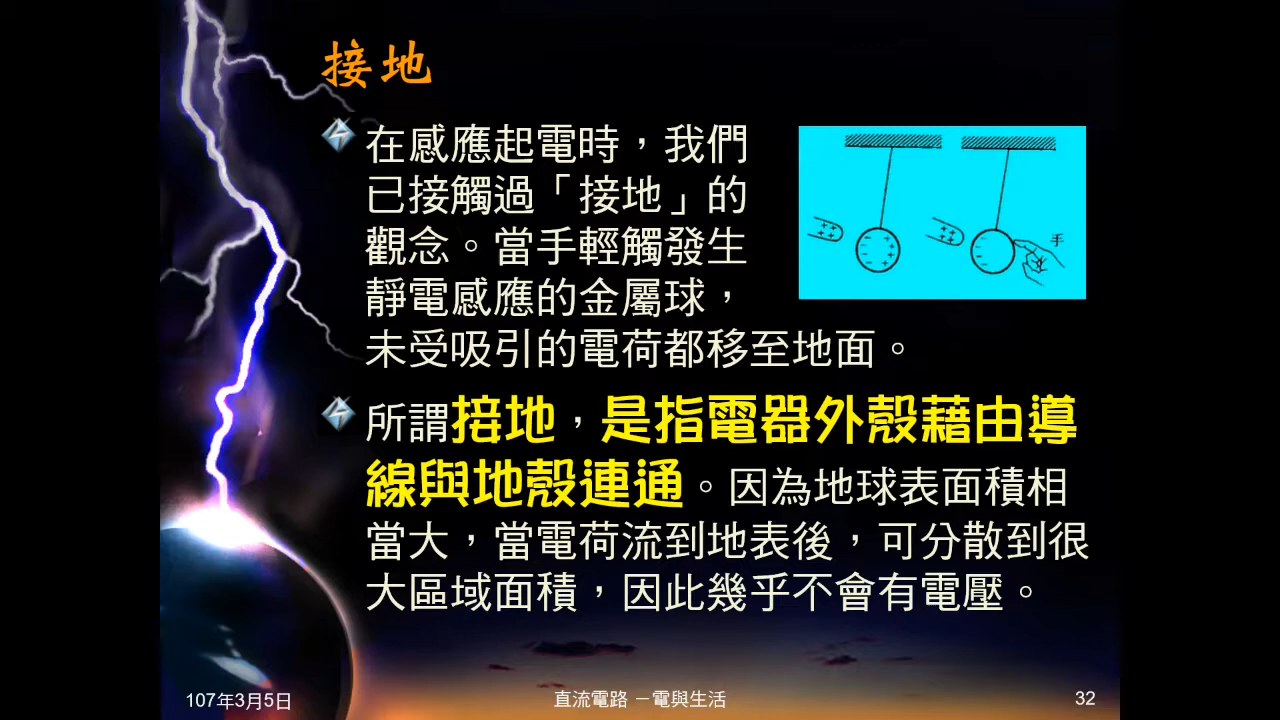 接地
在感應起電時，我們
已接觸過「接地」的
觀念。當手輕觸發生
靜電感應的金屬球，
未受吸引的電荷都移至地面。
手
所謂接地，是指電器外殼藉由導
線與地殼連通。因為地球表面積相
當大，當電荷流到地表後，可分散到很
大區域面積，因此幾乎不會有電壓。
107年3月5日
直流電路 －電與生活
32